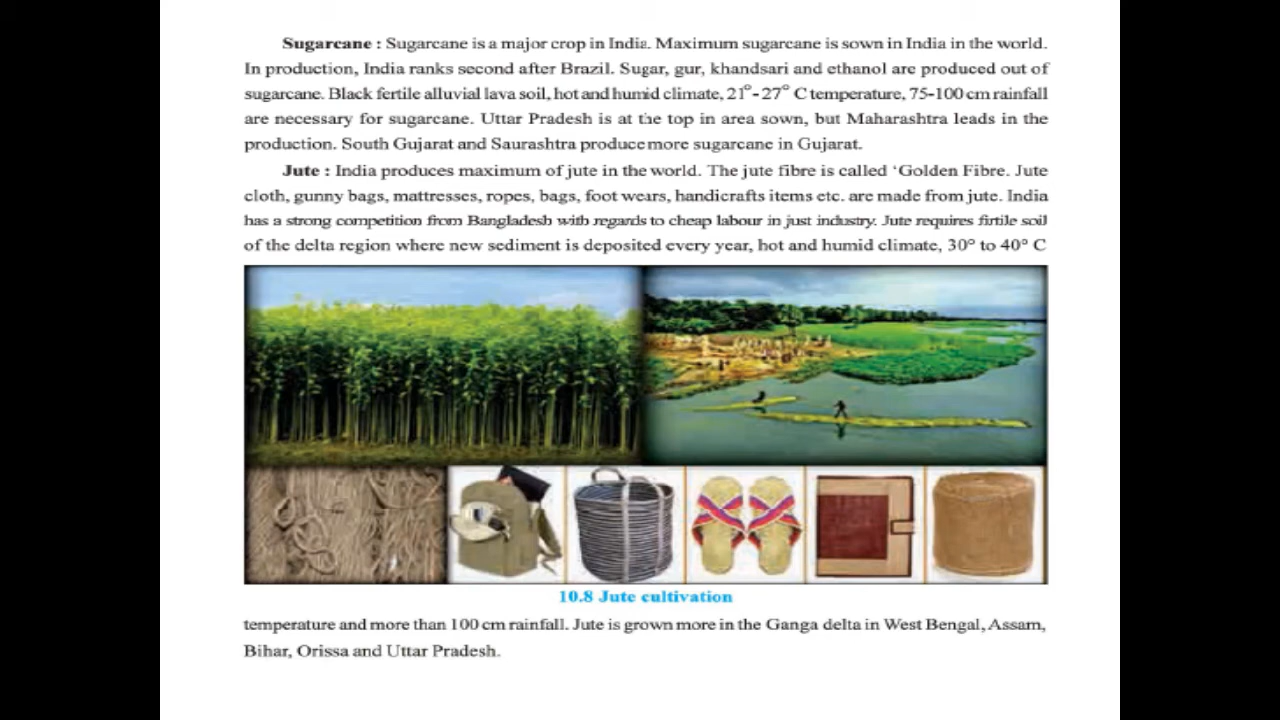 Sugarcane : Sugarcane is a major crop in India. Maximum sugarcane is sown in India in the world.
In production, India ranks second after Brazil. Sugar, gur, khandsari and ethanol are produced out of
sugarcane. Black fertile alluvial lava soil, hot and humid climate, 21°-27° C temperature, 75-100 cm rainfall
are necessary for sugarcane. Uttar Pradesh is at the top in area sown, but Maharashtra leads in the
production. South Gujarat and Saurashtra produce more sugarcane in Gujarat.
Jute : India produces maximum of jute in the world. The jute fibre is called ‘Golden Fibre. Jute
cloth, gunny bags, mattresses, ropes, bags, foot wears, handicrafts items etc. are made from jute. India
has a strong competition from Bangladesh with regards to cheap labour in just industry. Jute requires firtile soil
of the delta region where new sediment is deposited every year, hot and humid climate, 30° to 40° C
10.8 Jute cultivation
temperature and more than 100 cm rainfall. Jute is grown more in the Ganga delta in West Bengal, Assam,
Bihar, Orissa and Uttar Pradesh.